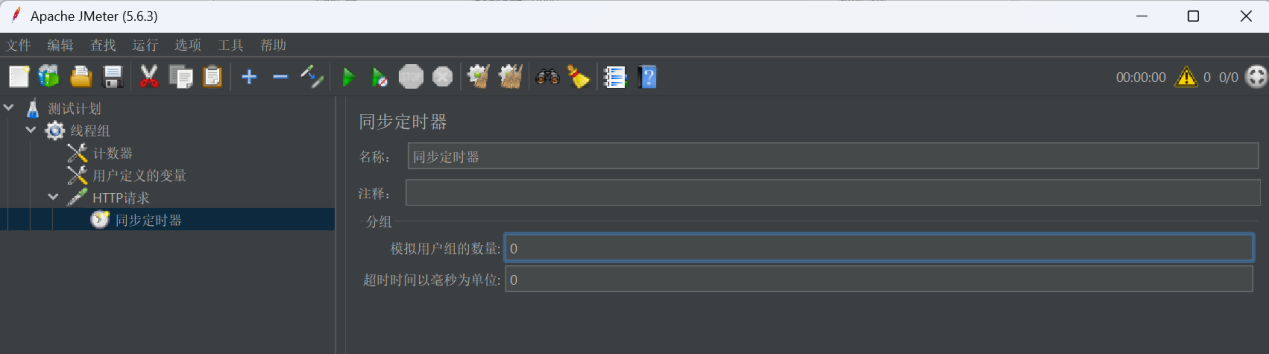 Apache JMeter (5.6.3)
文件 编辑 查找 运行 选项 工具 帮助
STOP 00:00:00 0 0/0
测试计划
线程组
计数器
用户定义的变量
HTTP请求
同步定时器
同步定时器
名称： 同步定时器
注释：
分组
模拟用户组的数量: 0
超时时间以毫秒为单位: 0